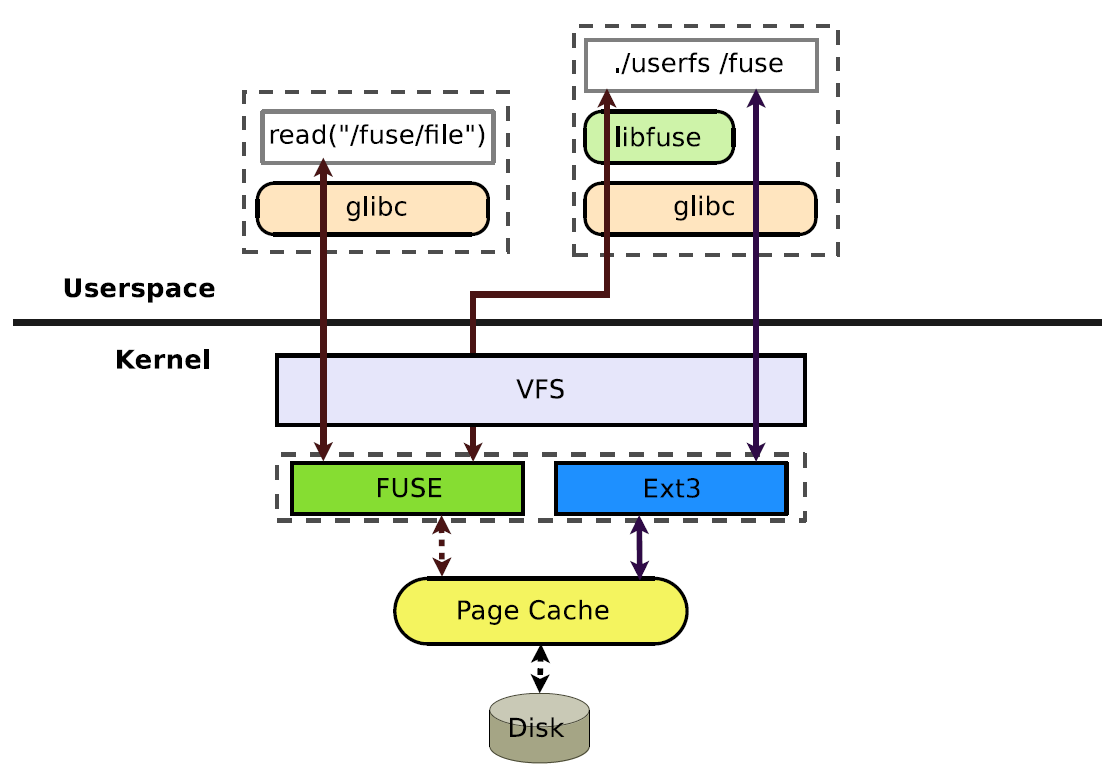 ./userfs /fuse
read("/fuse/file")
libfuse
glibc
glibc
Userspace
Kernel
VFS
FUSE
Ext3
Page Cache
Disk